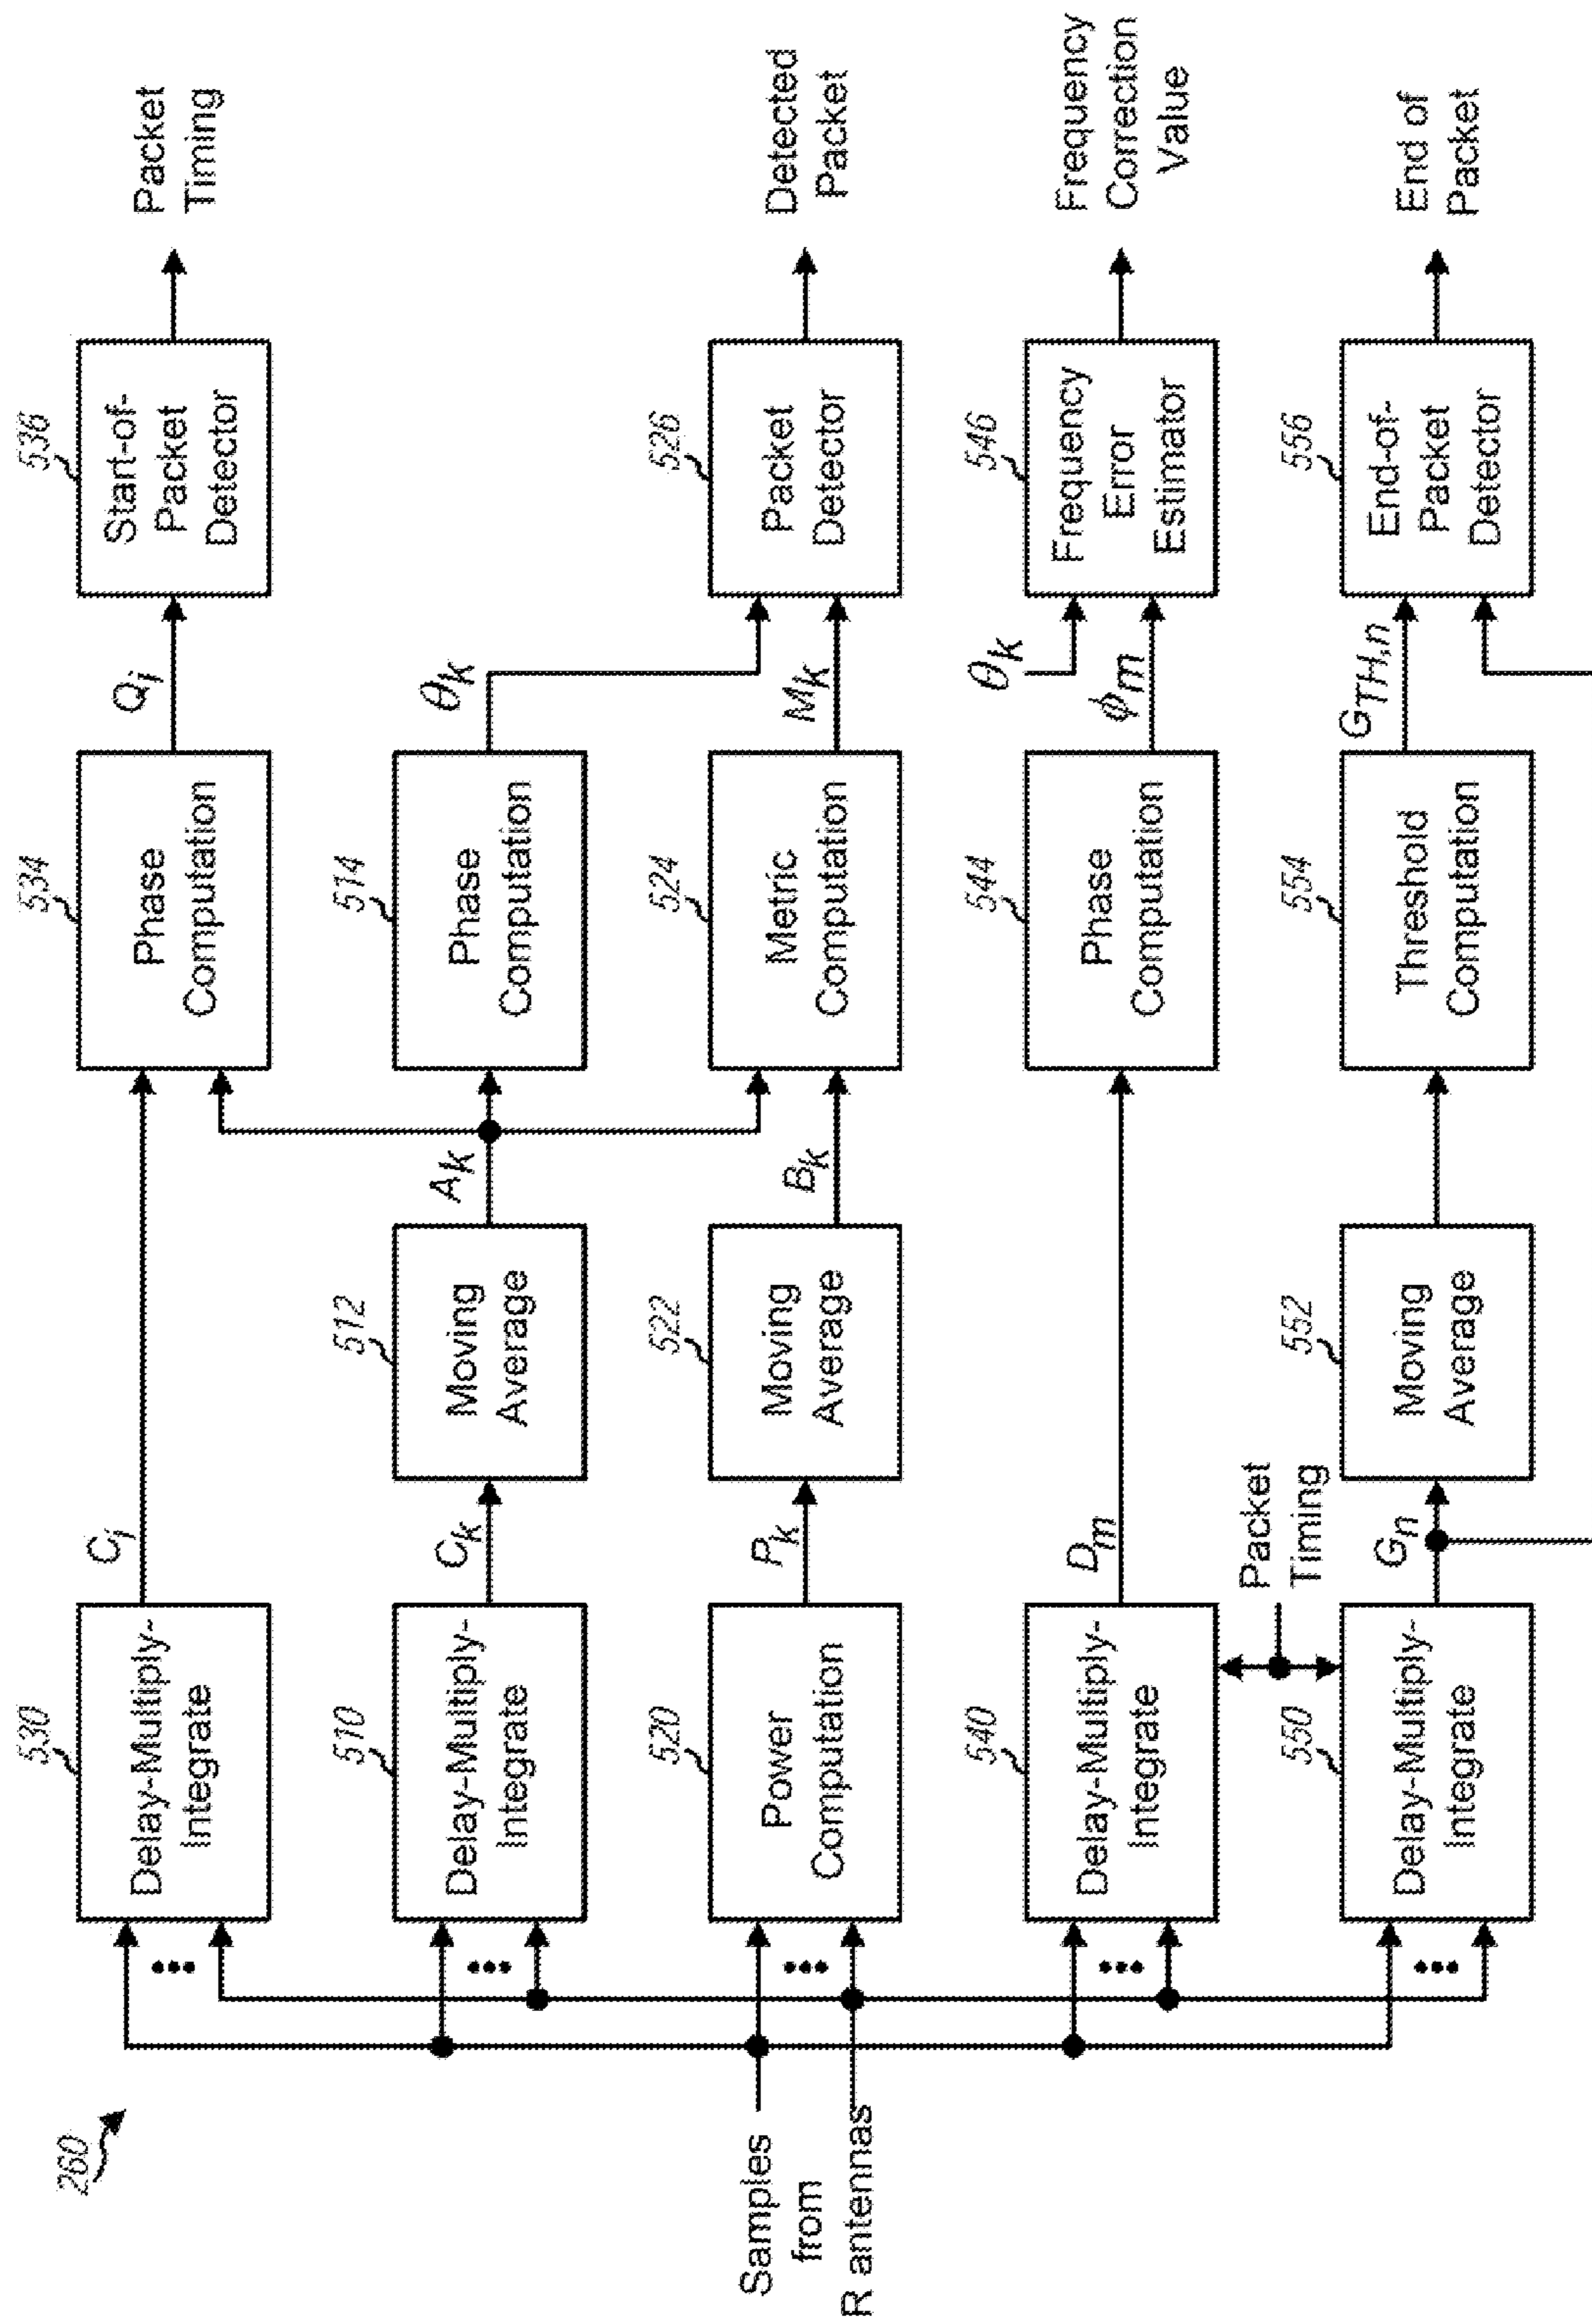 260
Samples
from
R antennas
530
Delay-Multiply-
Integrate
C_i
534
Phase
Computation
Q_i
536
Start-of-
Packet
Detector
Packet
Timing
510
Delay-Multiply-
Integrate
C_k
512
Moving
Average
A_k
514
Phase
Computation
θ_k
520
Power
Computation
P_k
522
Moving
Average
B_k
524
Metric
Computation
M_k
526
Packet
Detector
Detected
Packet
540
Delay-Multiply-
Integrate
D_m
544
Phase
Computation
θ_k
ϕ_m
546
Frequency
Error
Estimator
Frequency
Correction
Value
Packet
Timing
550
Delay-Multiply-
Integrate
G_n
552
Moving
Average
554
Threshold
Computation
G_TH,n
556
End-of-
Packet
Detector
End of
Packet